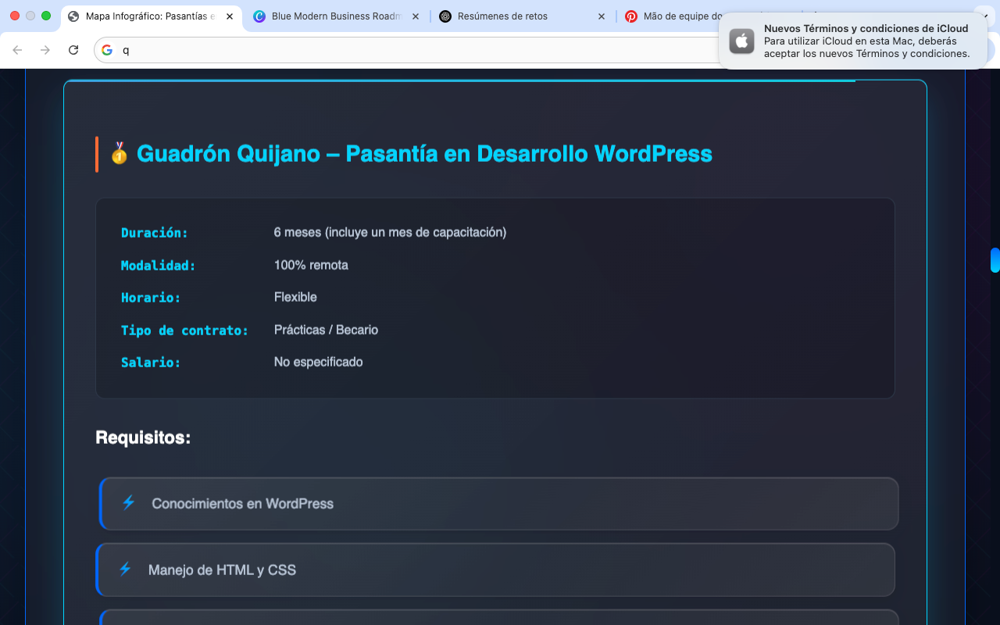 Mapa Infográfico: Pasantías e
Blue Modern Business Roadm
Resúmenes de retos
Mão de equipe do
q
Nuevos Términos y condiciones de iCloud
Para utilizar iCloud en esta Mac, deberás
aceptar los nuevos Términos y condiciones.
Guadrón Quijano – Pasantía en Desarrollo WordPress
Duración: 6 meses (incluye un mes de capacitación)
Modalidad: 100% remota
Horario: Flexible
Tipo de contrato: Prácticas / Becario
Salario: No especificado
Requisitos:
Conocimientos en WordPress
Manejo de HTML y CSS